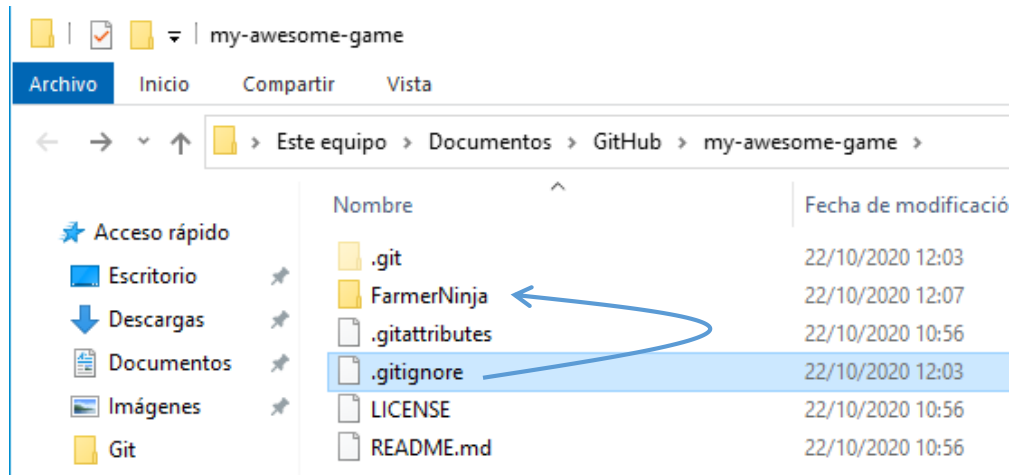 my-awesome-game
Archivo Inicio Compartir Vista
Este equipo > Documentos > GitHub > my-awesome-game >
Nombre Fecha de modificació
Acceso rápido
Escritorio
Descargas
Documentos
Imágenes
Git
.git 22/10/2020 12:03
FarmerNinja 22/10/2020 12:07
.gitattributes 22/10/2020 10:56
.gitignore 22/10/2020 12:03
LICENSE 22/10/2020 10:56
README.md 22/10/2020 10:56